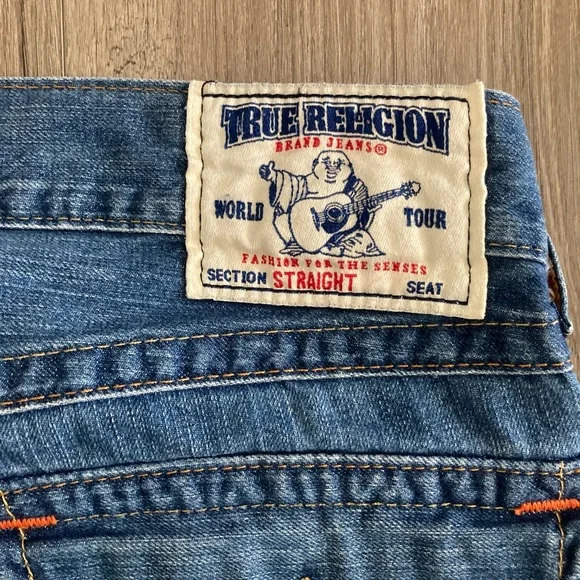 TRUE RELIGION
BRAND JEANS®
WORLD TOUR
FASHION FOR THE SENSES
SECTION STRAIGHT SEAT